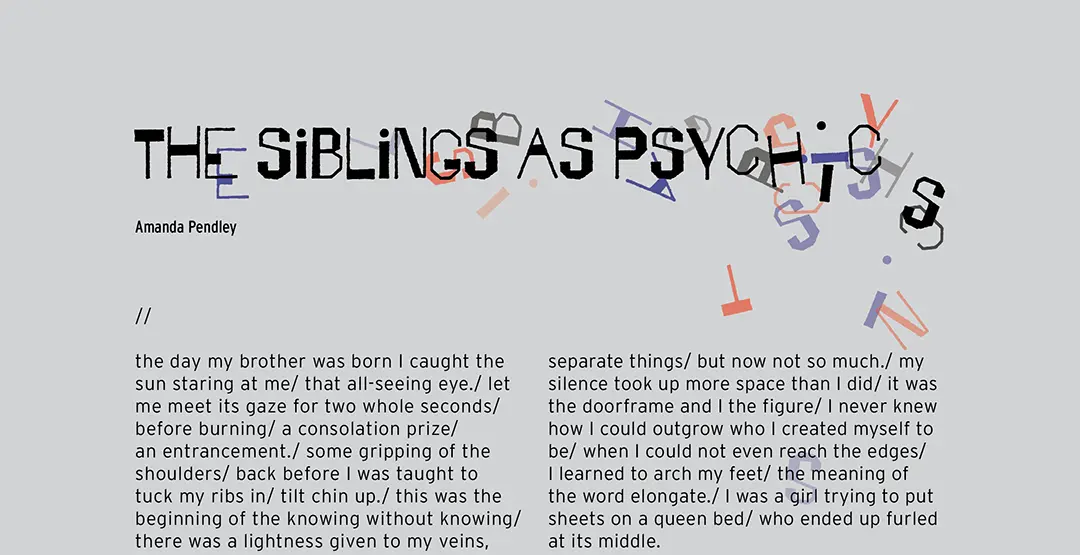 THE SiBLiNGS AS PSYCHiC
Amanda Pendley
//
the day my brother was born I caught the
sun staring at me/ that all-seeing eye./ let
me meet its gaze for two whole seconds/
before burning/ a consolation prize/
an entrancement./ some gripping of the
shoulders/ back before I was taught to
tuck my ribs in/ tilt chin up./ this was the
beginning of the knowing without knowing/
there was a lightness given to my veins,
separate things/ but now not so much./ my
silence took up more space than I did/ it was
the doorframe and I the figure/ I never knew
how I could outgrow who I created myself to
be/ when I could not even reach the edges/
I learned to arch my feet/ the meaning of
the word elongate./ I was a girl trying to put
sheets on a queen bed/ who ended up furled
at its middle.